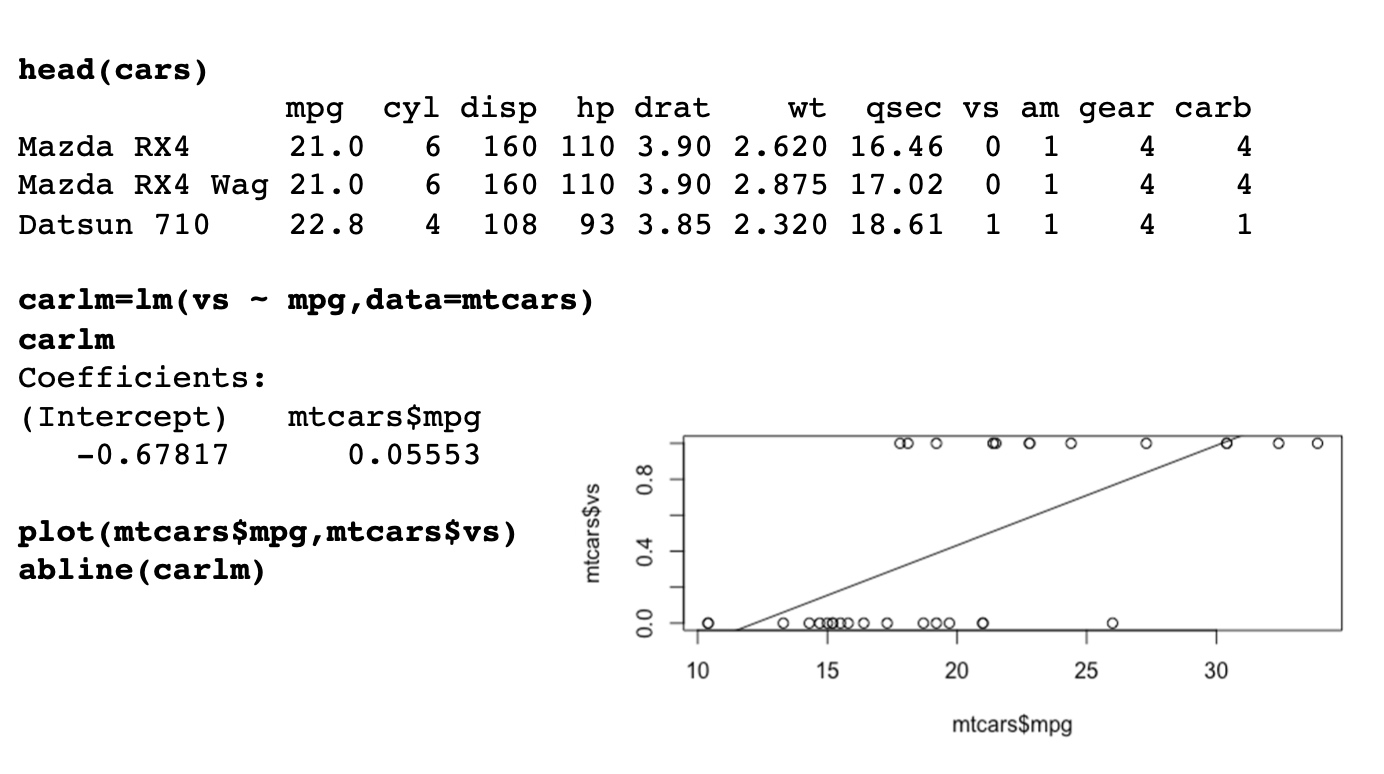 head(cars)
mpg cyl disp hp drat wt qsec vs am gear carb
Mazda RX4 21.0 6 160 110 3.90 2.620 16.46 0 1 4 4
Mazda RX4 Wag 21.0 6 160 110 3.90 2.875 17.02 0 1 4 4
Datsun 710 22.8 4 108 93 3.85 2.320 18.61 1 1 4 1
carlm=lm(vs ~ mpg,data=mtcars)
carlm
Coefficients:
(Intercept) mtcars$mpg
-0.67817 0.05553
plot(mtcars$mpg,mtcars$vs)
abline(carlm)
mtcars$vs
0.8
0.4
0.0
10 15 20 25 30
mtcars$mpg